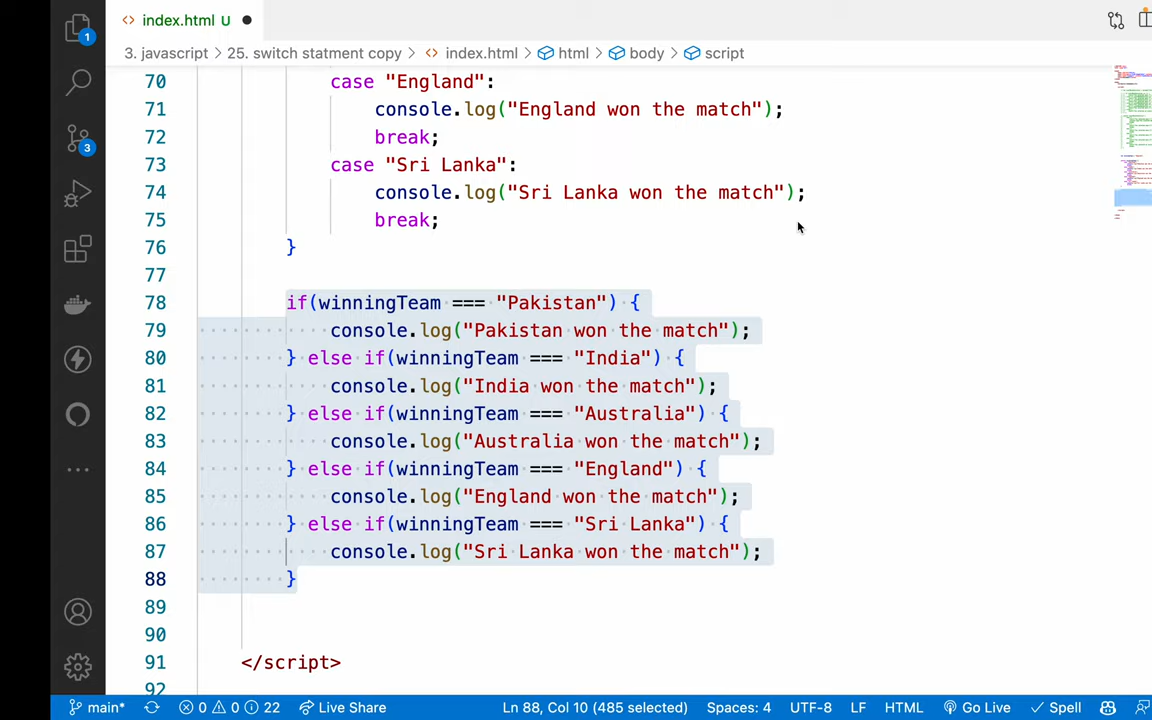 index.html U
3. javascript > 25. switch statment copy > index.html > html > body > script
70 case "England":
71 console.log("England won the match");
72 break;
73 case "Sri Lanka":
74 console.log("Sri Lanka won the match");
75 break;
76 }
77
78 if(winningTeam === "Pakistan") {
79 console.log("Pakistan won the match");
80 } else if(winningTeam === "India") {
81 console.log("India won the match");
82 } else if(winningTeam === "Australia") {
83 console.log("Australia won the match");
84 } else if(winningTeam === "England") {
85 console.log("England won the match");
86 } else if(winningTeam === "Sri Lanka") {
87 console.log("Sri Lanka won the match");
88 }
89
90
91 </script>
92
1
3
main* 0 0 22 Live Share Ln 88, Col 10 (485 selected) Spaces: 4 UTF-8 LF HTML Go Live Spell